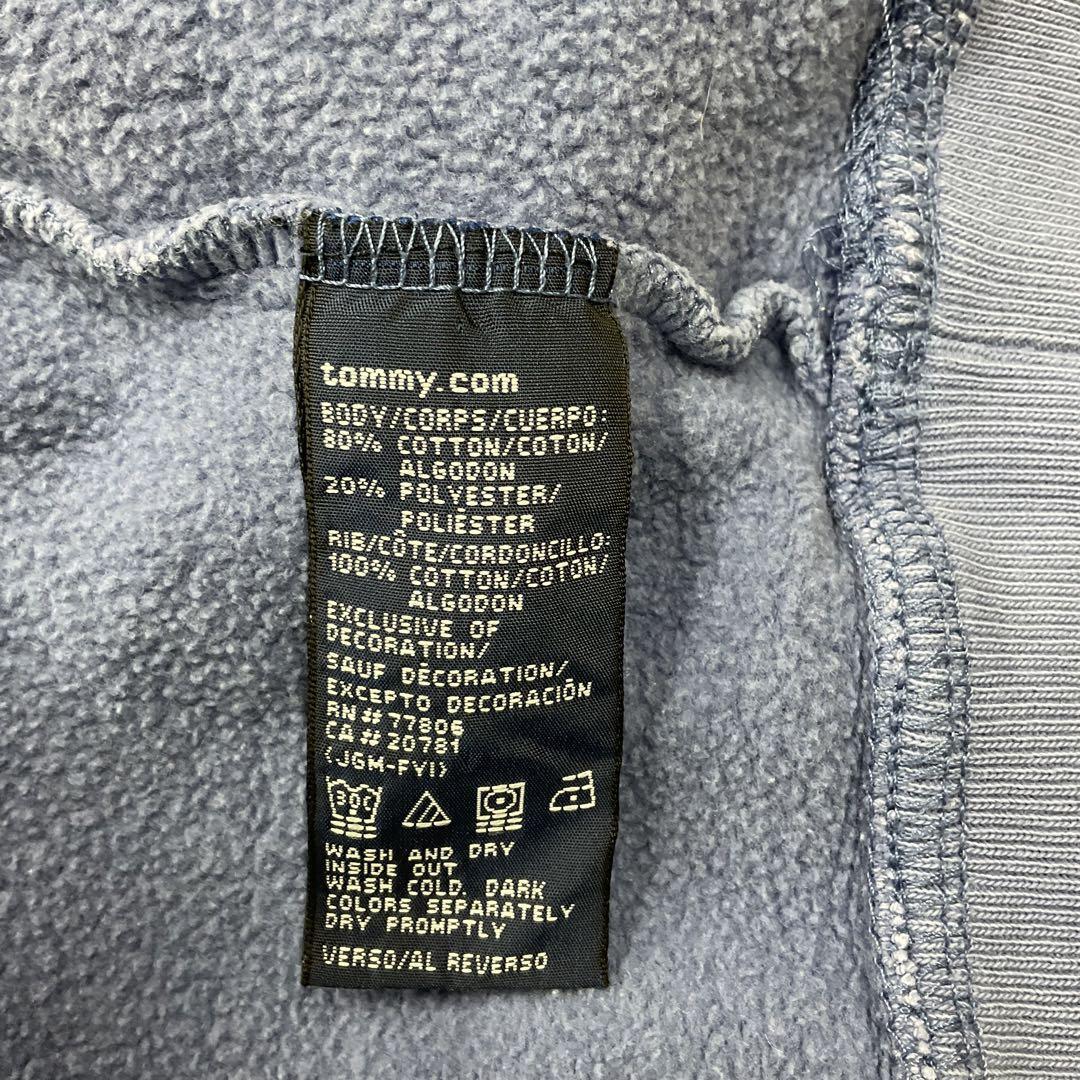 tommy.com
BODY/CORPS/CUERPO:
80% COTTON/COTON/
ALGODON
20% POLYESTER/
POLIÉSTER
RIB/CÔTE/CORDONCILLO:
100% COTTON/COTON/
ALGODON
EXCLUSIVE OF
DECORATION/
SAUF DÉCORATION/
EXCEPTO DECORACIÓN
RN# 77806
CA# 20781
(JGM-FYI)
30C
WASH AND DRY
INSIDE OUT
WASH COLD. DARK
COLORS SEPARATELY
DRY PROMPTLY
VERSO/AL REVERSO